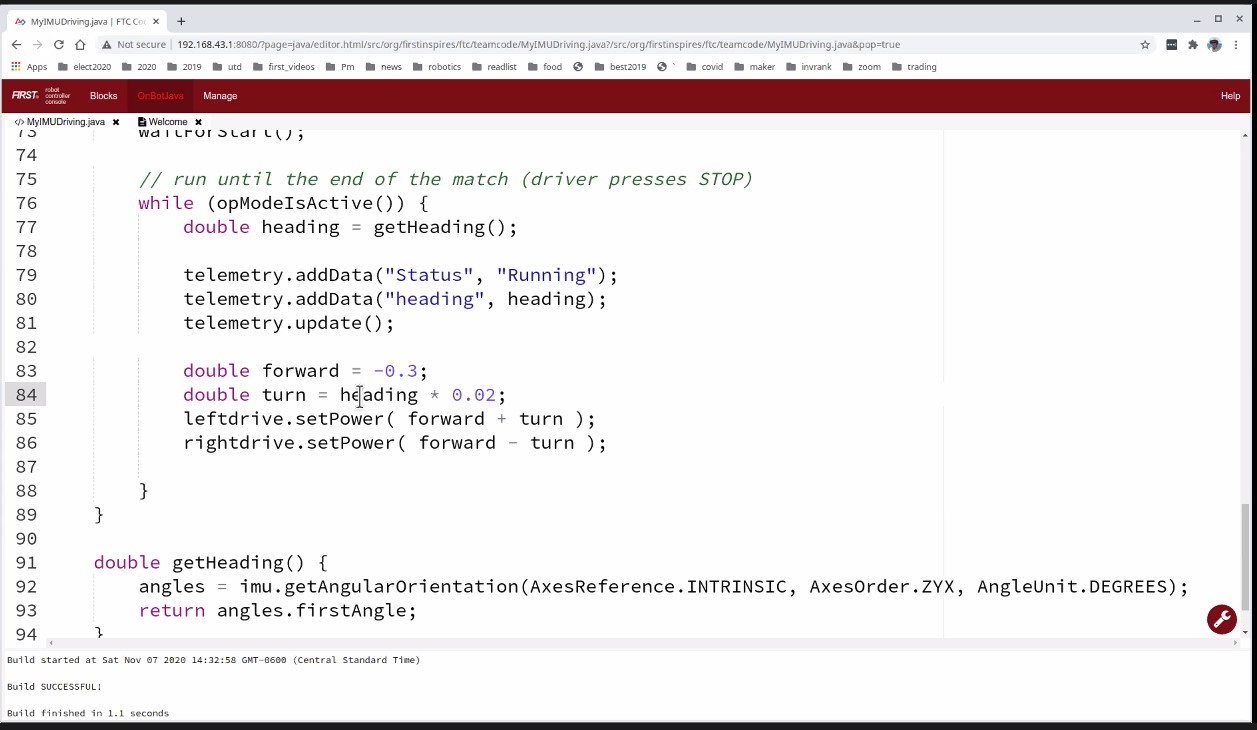 MyIMUDriving.java | FTC Co
Not secure | 192.168.43.1:8080/?page=java/editor.html/src/org/firstinspires/ftc/teamcode/MyIMUDriving.java?/src/org/firstinspires/ftc/teamcode/MyIMUDriving.java&pop=true
Apps elect2020 2020 2019 utd first_videos Pm news robotics readlist food best2019 ` covid maker invrank zoom trading
FIRST. robot controller console Blocks OnBotJava Manage Help
</> MyIMUDriving.java Welcome
73 waitForStart();
74
75 // run until the end of the match (driver presses STOP)
76 while (opModeIsActive()) {
77 double heading = getHeading();
78
79 telemetry.addData("Status", "Running");
80 telemetry.addData("heading", heading);
81 telemetry.update();
82
83 double forward = -0.3;
84 double turn = heading * 0.02;
85 leftdrive.setPower( forward + turn );
86 rightdrive.setPower( forward - turn );
87
88 }
89 }
90
91 double getHeading() {
92 angles = imu.getAngularOrientation(AxesReference.INTRINSIC, AxesOrder.ZYX, AngleUnit.DEGREES);
93 return angles.firstAngle;
94 }
Build started at Sat Nov 07 2020 14:32:58 GMT-0600 (Central Standard Time)
Build SUCCESSFUL!
Build finished in 1.1 seconds